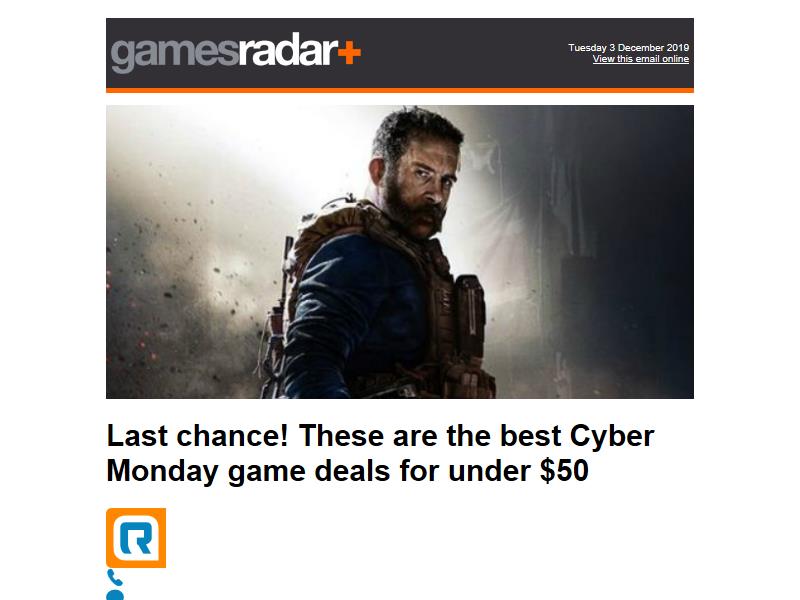 gamesradar+
Tuesday 3 December 2019
View this email online
Last chance! These are the best Cyber
Monday game deals for under $50